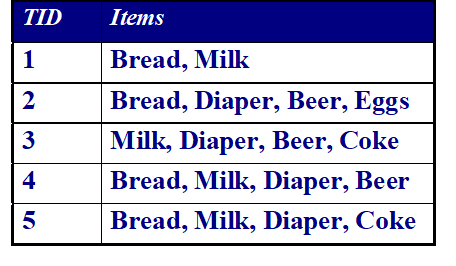 TID Items
1 Bread, Milk
2 Bread, Diaper, Beer, Eggs
3 Milk, Diaper, Beer, Coke
4 Bread, Milk, Diaper, Beer
5 Bread, Milk, Diaper, Coke